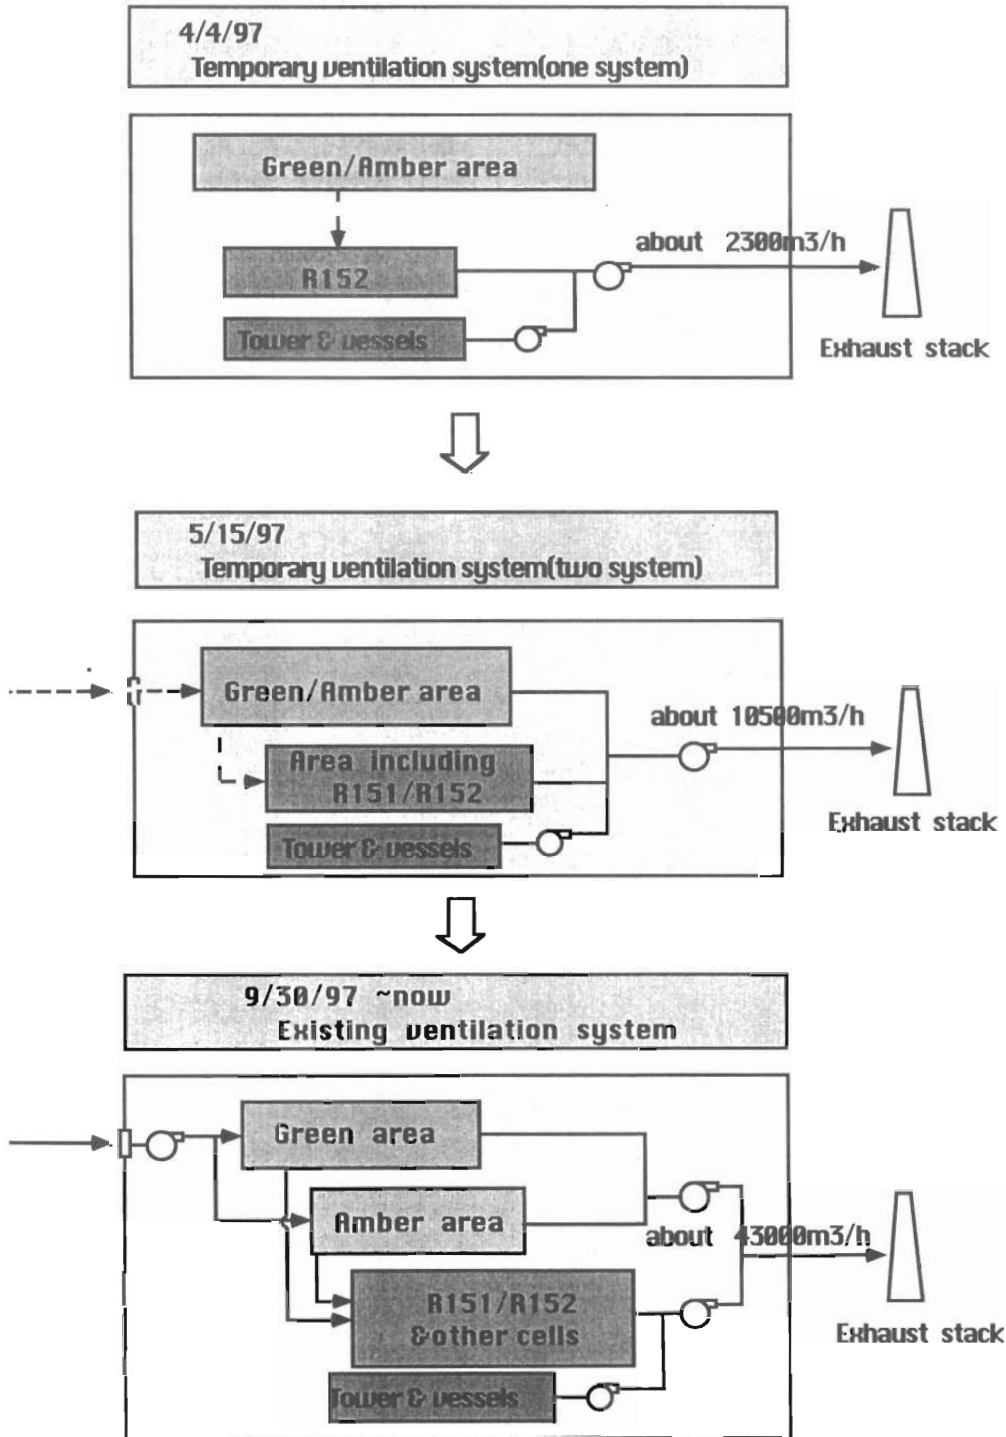 4/4/97
Temporary ventilation system(one system)
Green/Amber area
R152
Tower & vessels
about 2300m3/h
Exhaust stack
5/15/97
Temporary ventilation system(two system)
Green/Amber area
Area including
R151/R152
Tower & vessels
about 10500m3/h
Exhaust stack
9/30/97 ~now
Existing ventilation system
Green area
Amber area
R151/R152
&other cells
Tower & vessels
about 43000m3/h
Exhaust stack